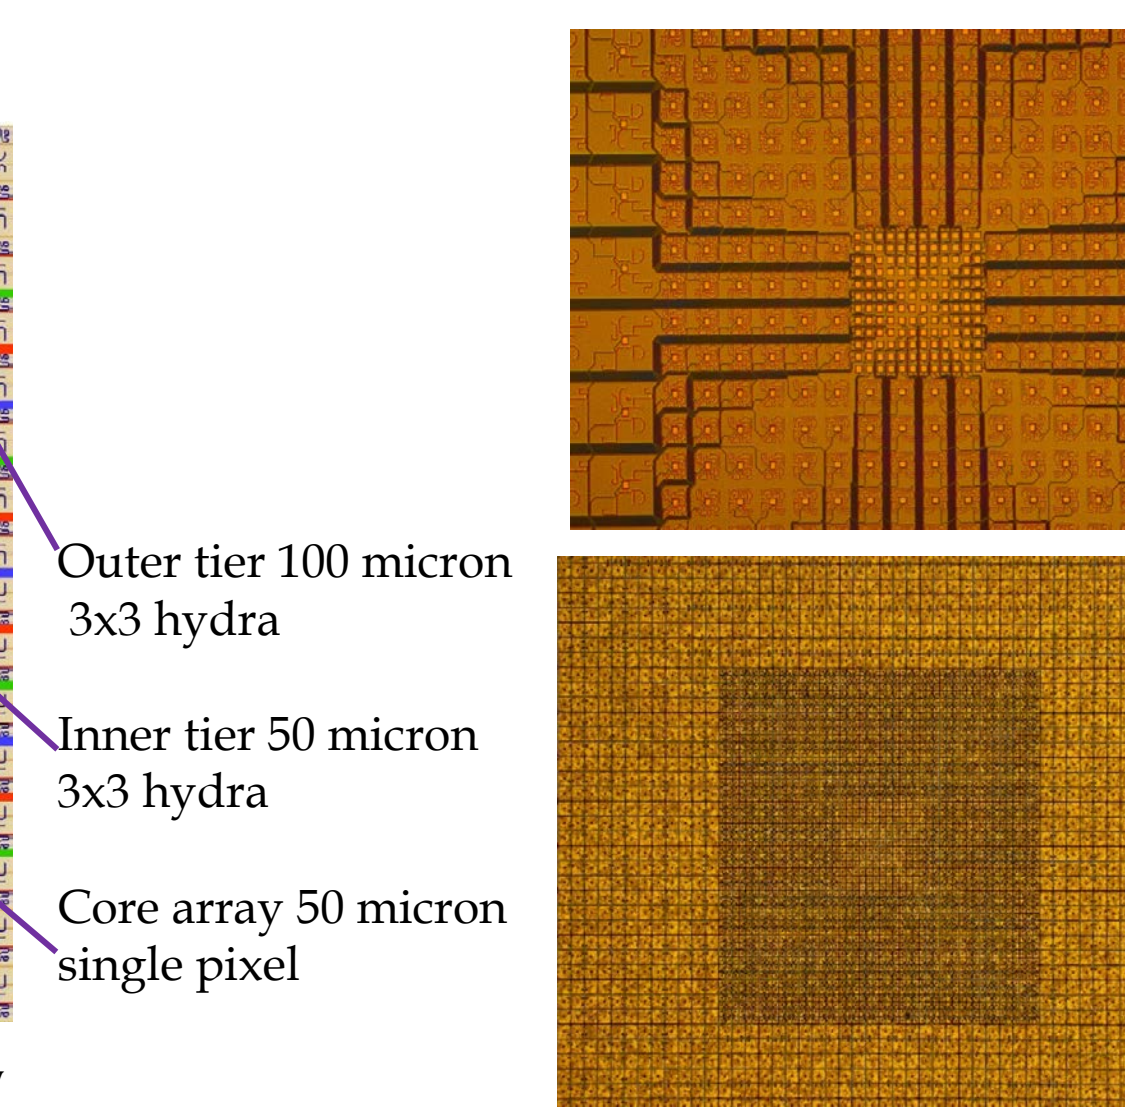 Outer tier 100 micron
3x3 hydra
Inner tier 50 micron
3x3 hydra
Core array 50 micron
single pixel